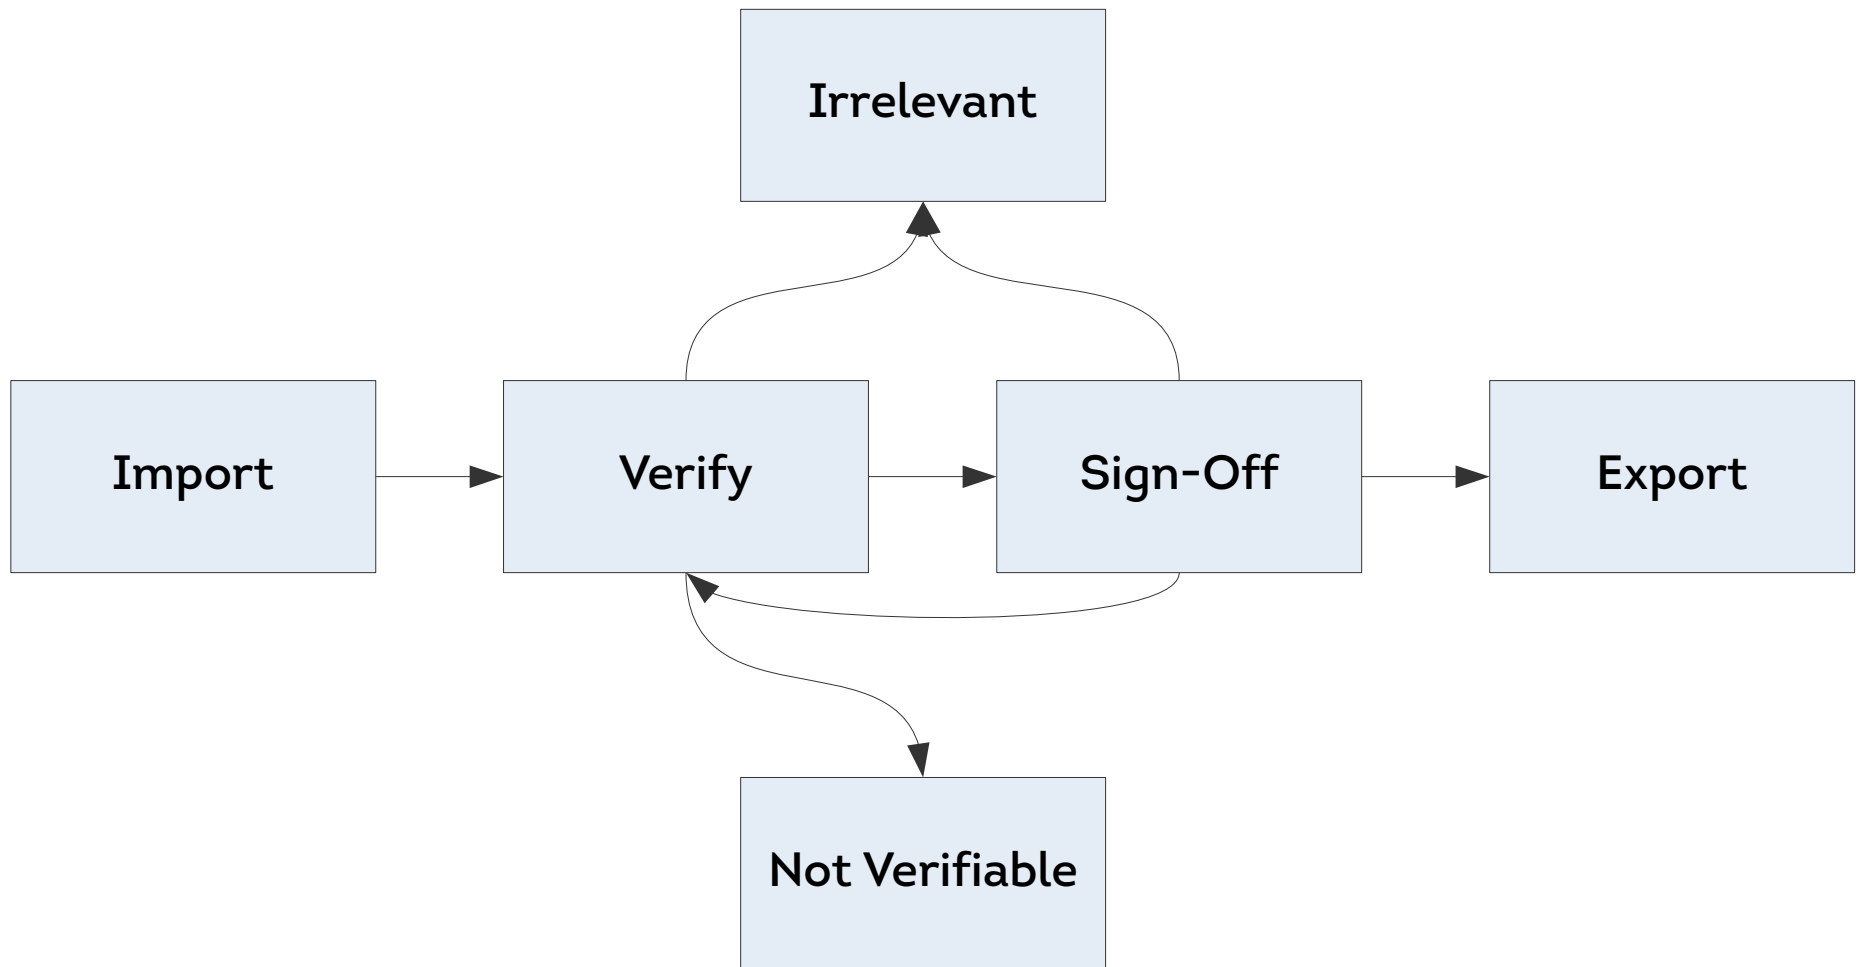 Irrelevant
Import
Verify
Sign-Off
Export
Not Verifiable